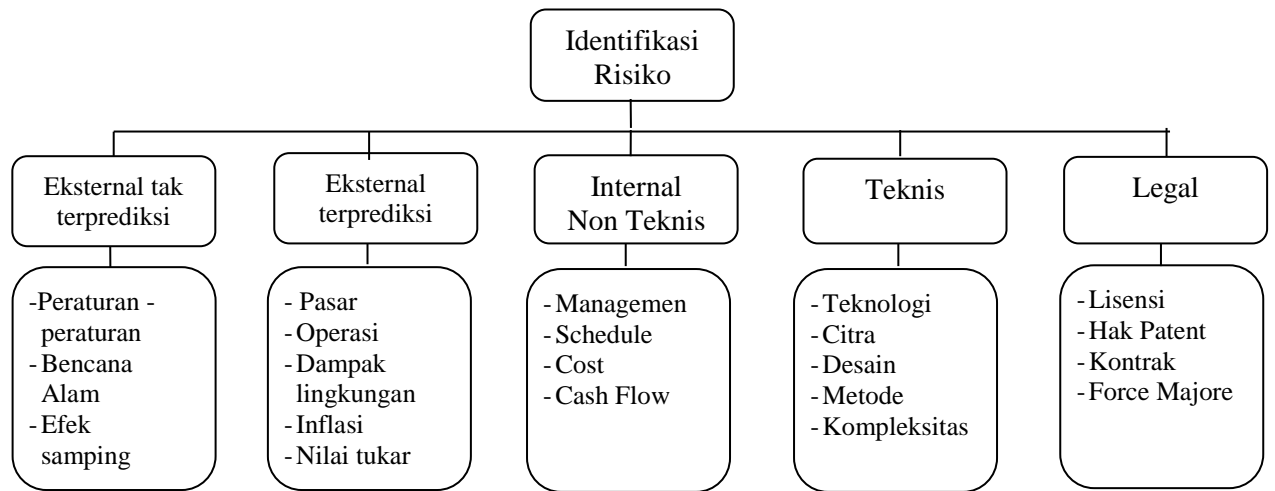 Identifikasi
Risiko
Eksternal tak
terprediksi
Eksternal
terprediksi
Internal
Non Teknis
Teknis
Legal
-Peraturan -
peraturan
-Bencana
Alam
-Efek
samping
- Pasar
-Operasi
-Dampak
lingkungan
-Inflasi
-Nilai tukar
-Managemen
-Schedule
-Cost
-Cash Flow
-Teknologi
-Citra
-Desain
-Metode
-Kompleksitas
-Lisensi
-Hak Patent
-Kontrak
-Force Majore